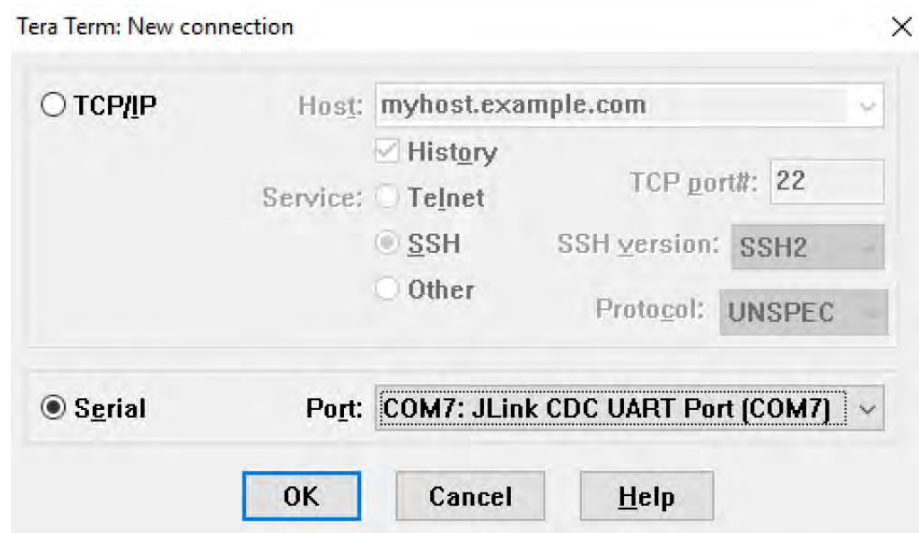 Tera Term: New connection
TCP/IP Host: myhost.example.com
History
Service: Telnet TCP port#: 22
SSH SSH version: SSH2
Other Protocol: UNSPEC
Serial Port: COM7: JLink CDC UART Port (COM7)
OK Cancel Help